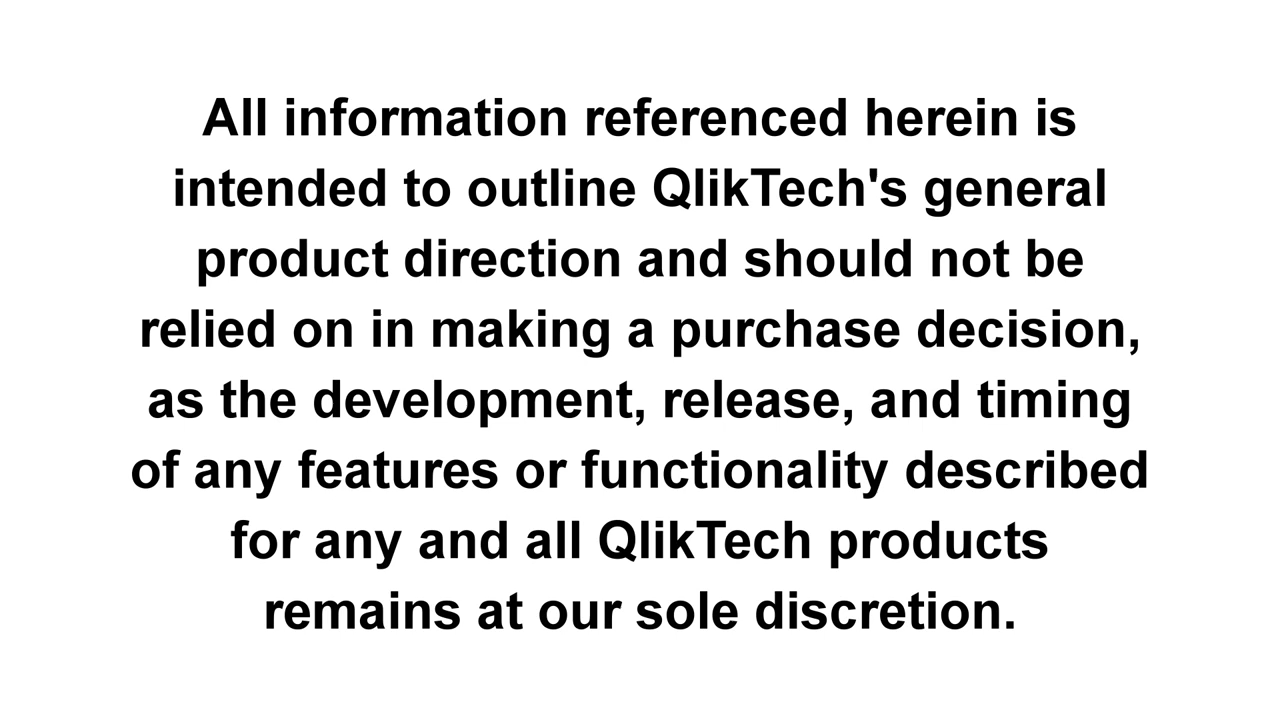 All information referenced herein is
intended to outline QlikTech's general
product direction and should not be
relied on in making a purchase decision,
as the development, release, and timing
of any features or functionality described
for any and all QlikTech products
remains at our sole discretion.